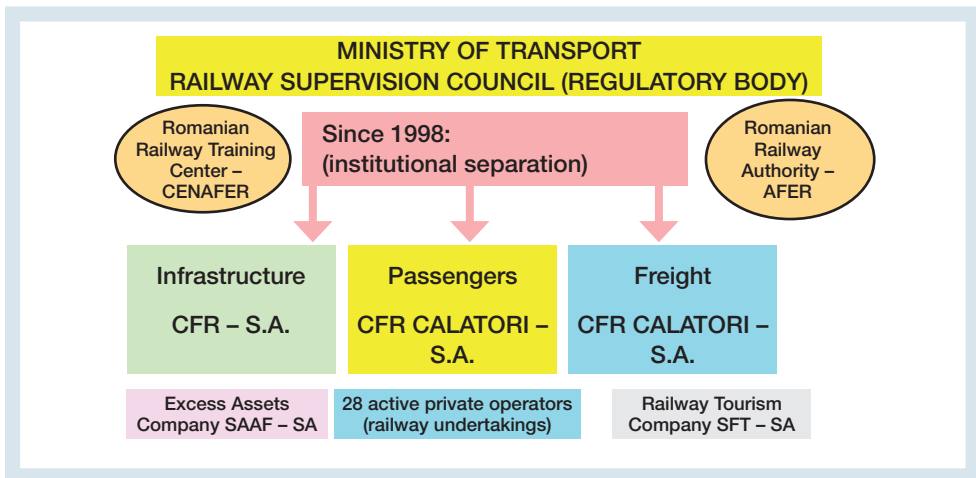 MINISTRY OF TRANSPORT
RAILWAY SUPERVISION COUNCIL (REGULATORY BODY)
Romanian
Railway Training
Center –
CENAFER
Since 1998:
(institutional separation)
Romanian
Railway
Authority –
AFER
Infrastructure
CFR – S.A.
Passengers
CFR CALATORI –
S.A.
Freight
CFR CALATORI –
S.A.
Excess Assets
Company SAAF – SA
28 active private operators
(railway undertakings)
Railway Tourism
Company SFT – SA